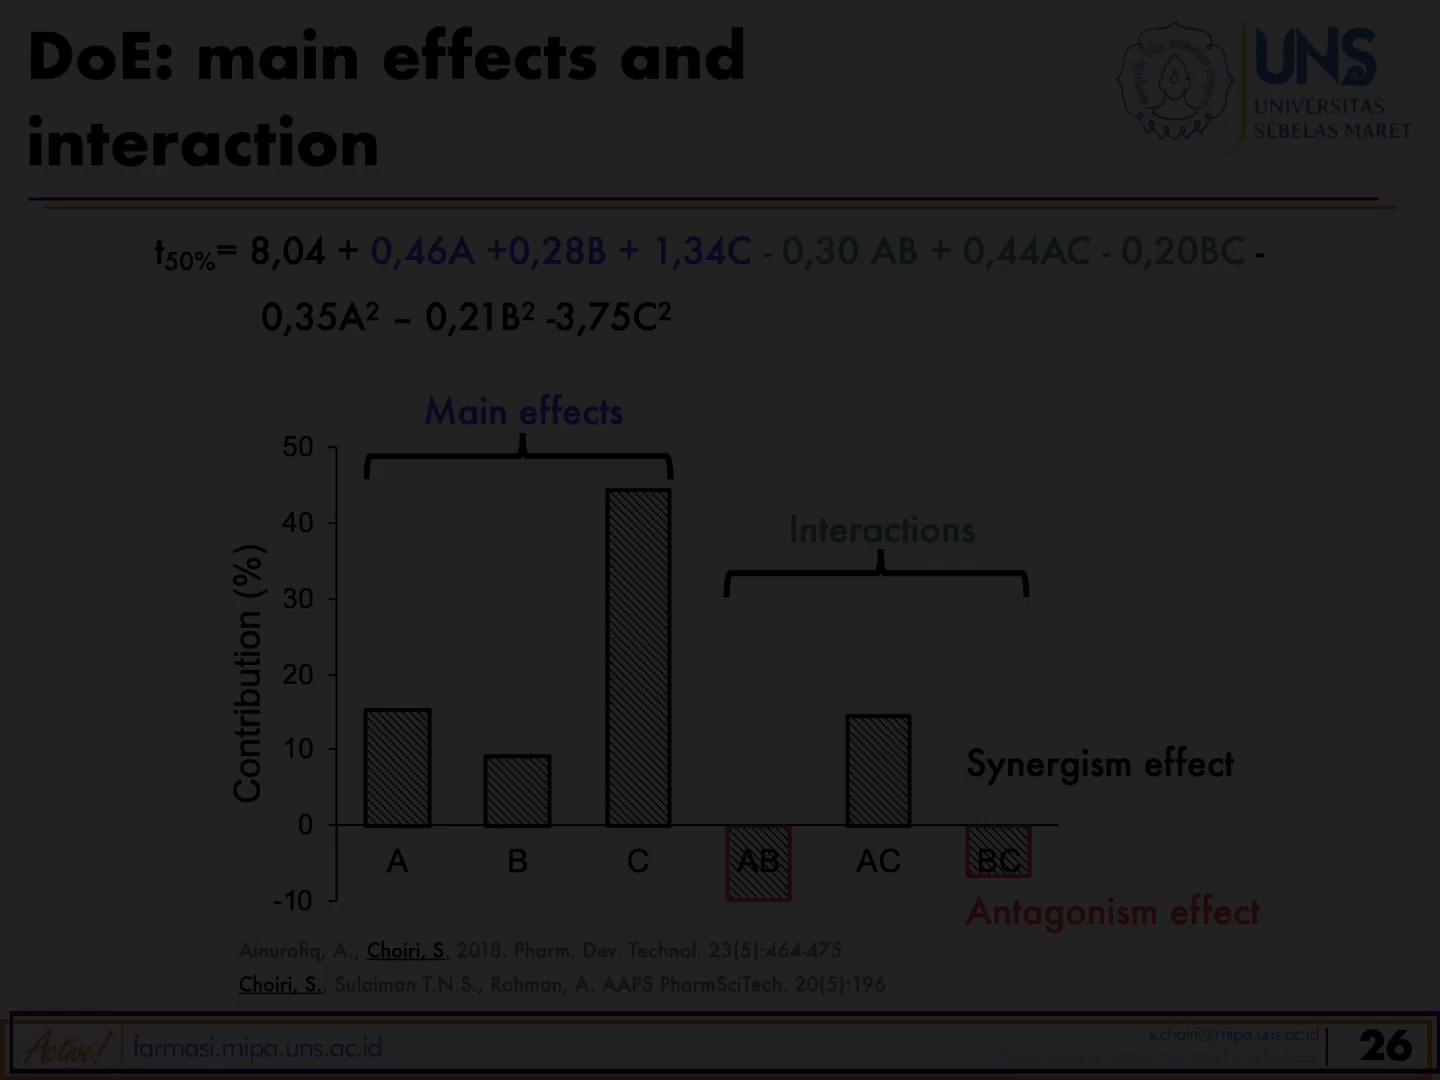 DoE: main effects and
interaction
UNS
UNIVERSITAS
SEBELAS MARET
t50%= 8,04 + 0,46A +0,28B + 1,34C - 0,30 AB + 0,44AC - 0,20BC -
0,35A² – 0,21B² -3,75C²
Main effects
Interactions
Contribution (%)
50
40
30
20
10
0
-10
A B C AB AC BC
Synergism effect
Antagonism effect
Ainurofiq, A., Choiri, S. 2018. Pharm. Dev. Technol. 23(5):464-475
Choiri, S., Sulaiman T.N.S., Rohman, A. AAPS PharmSciTech. 20(5):196
Active!
farmasi.mipa.uns.ac.id
s.choiri@mipa.uns.ac.id
26